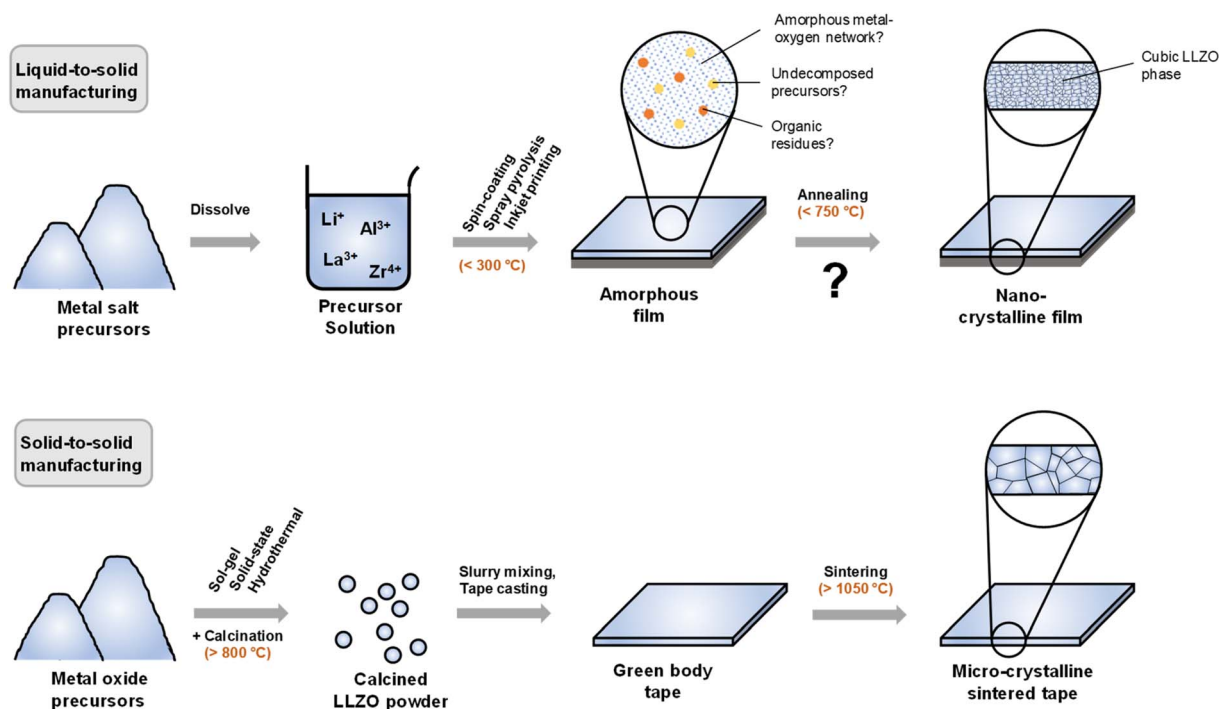 Liquid-to-solid
manufacturing
Metal salt
precursors
Dissolve
Li⁺
Al³⁺
La³⁺
Zr⁴⁺
Precursor
Solution
Spin-coating
Spray pyrolysis
Inkjet printing
(< 300 °C)
Amorphous metal-
oxygen network?
Undecomposed
precursors?
Organic
residues?
Amorphous
film
Annealing
(< 750 °C)
?
Cubic LLZO
phase
Nano-
crystalline film
Solid-to-solid
manufacturing
Metal oxide
precursors
Sol-gel
Solid-state
Hydrothermal
+ Calcination
(> 800 °C)
Calcined
LLZO powder
Slurry mixing,
Tape casting
Green body
tape
Sintering
(> 1050 °C)
Micro-crystalline
sintered tape